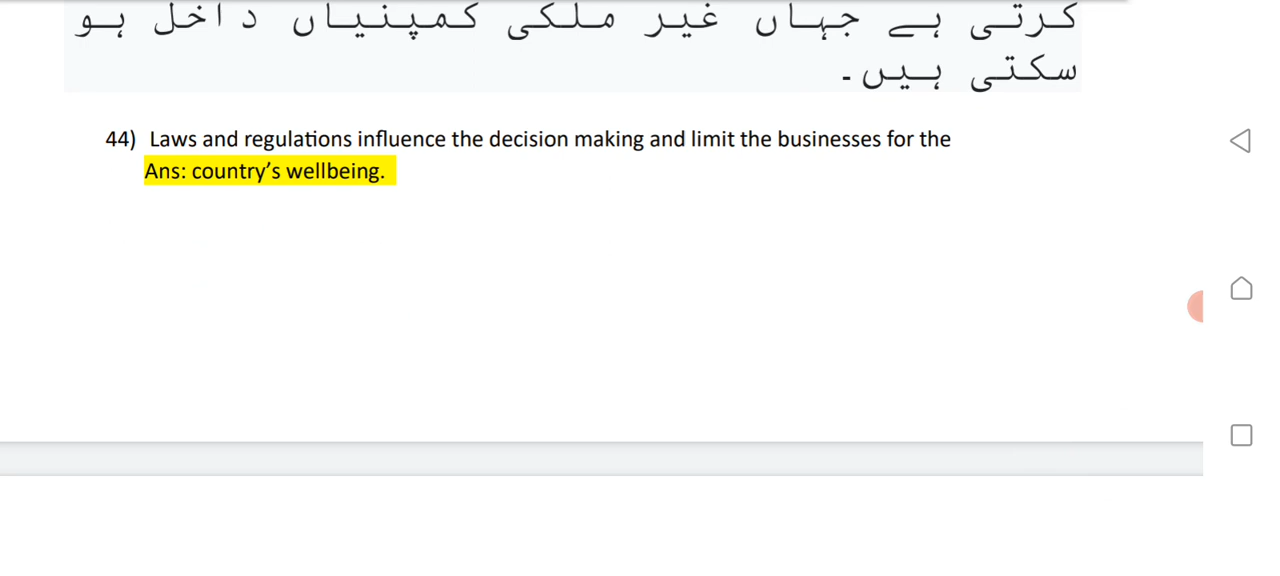 کرتی ہے جہاں غیر ملکی کمپنیاں داخل ہو
سکتی ہیں۔
44) Laws and regulations influence the decision making and limit the businesses for the
Ans: country’s wellbeing.